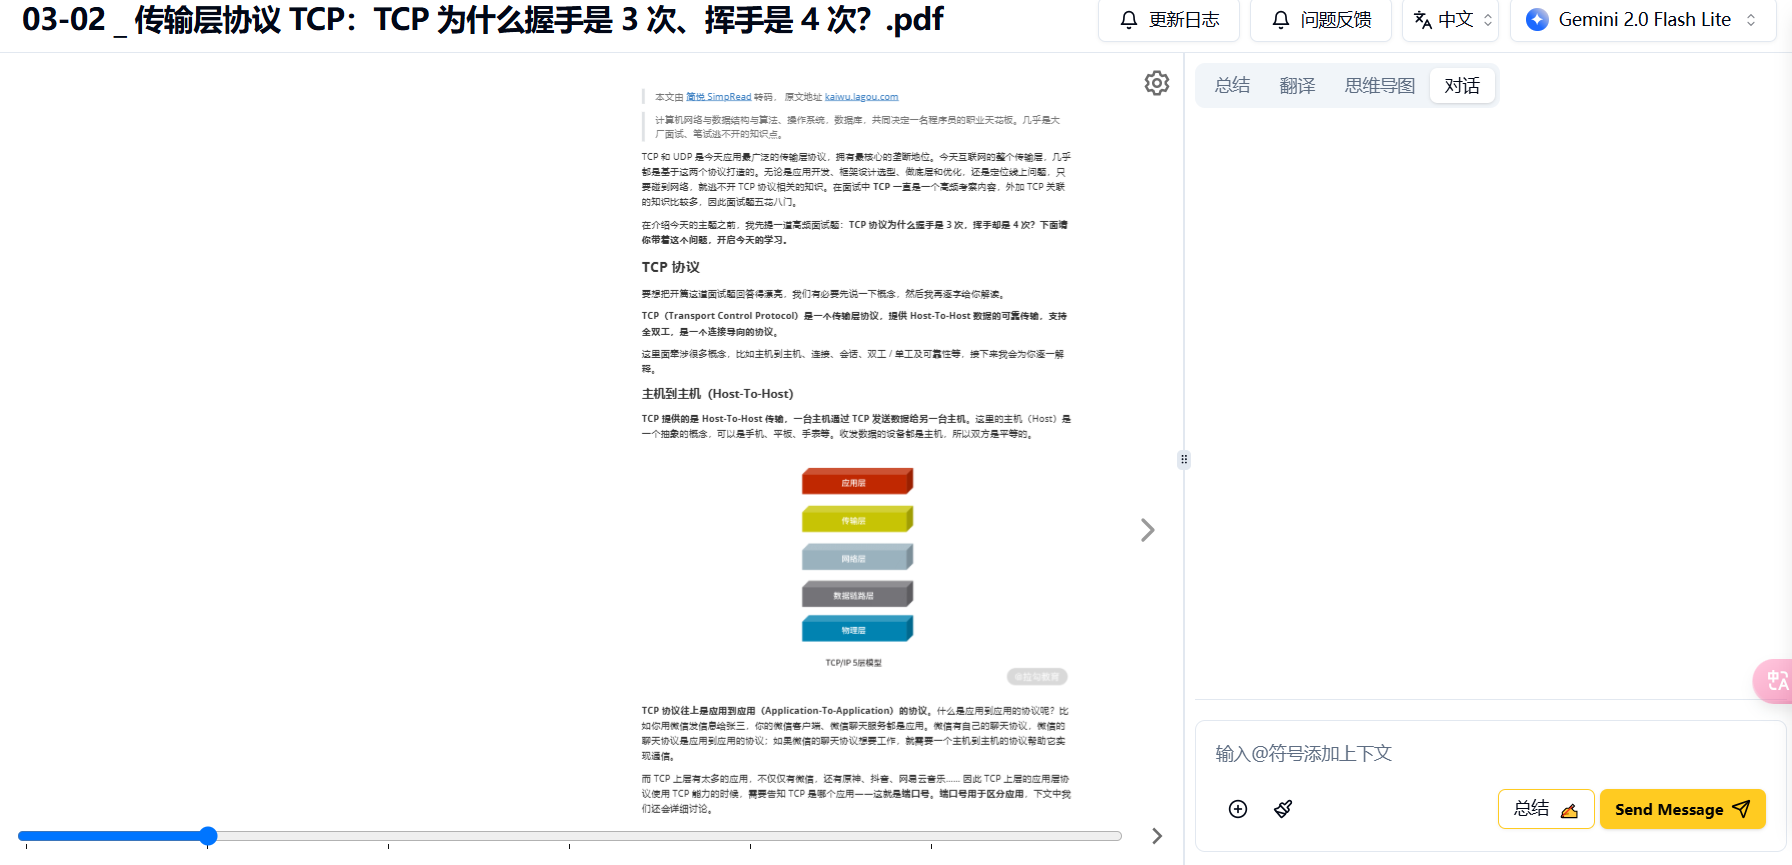 03-02 _ 传输层协议 TCP：TCP 为什么握手是 3 次、挥手是 4 次？.pdf
更新日志
问题反馈
中文
Gemini 2.0 Flash Lite
本文由 简悦 SimpRead 转码， 原文地址 kaiwu.lagou.com
计算机网络与数据结构与算法、操作系统，数据库，共同决定一名程序员的职业天花板。几乎是大
厂面试、笔试逃不开的知识点。
TCP 和 UDP 是今天应用最广泛的传输层协议，拥有最核心的垄断地位。今天互联网的整个传输层，几乎
都是基于这两个协议打造的。无论是应用开发、框架设计选型、做底层和优化，还是定位线上问题，只
要碰到网络，就逃不开 TCP 协议相关的知识。在面试中 TCP 一直是一个高频考察内容，外加 TCP 关联
的知识比较多，因此面试题五花八门。
在介绍今天的主题之前，我先提一道高频面试题：TCP 协议为什么握手是 3 次，挥手却是 4 次？下面请
你带着这个问题，开启今天的学习。
TCP 协议
要想把开篇这道面试题回答得漂亮，我们有必要先说一下概念，然后我再逐字给你解读。
TCP（Transport Control Protocol）是一个传输层协议，提供 Host-To-Host 数据的可靠传输，支持
全双工，是一个连接导向的协议。
这里面牵涉很多概念，比如主机到主机、连接、会话、双工 / 单工及可靠性等，接下来我会为你逐一解
释。
主机到主机（Host-To-Host）
TCP 提供的是 Host-To-Host 传输，一台主机通过 TCP 发送数据给另一台主机。这里的主机（Host）是
一个抽象的概念，可以是手机、平板、手表等。收发数据的设备都是主机，所以双方是平等的。
应用层
传输层
网络层
数据链路层
物理层
TCP/IP 5层模型
@拉勾教育
TCP 协议往上是应用到应用（Application-To-Application）的协议。什么是应用到应用的协议呢？比
如你用微信发信息给张三，你的微信客户端、微信聊天服务都是应用。微信有自己的聊天协议，微信的
聊天协议是应用到应用的协议；如果微信的聊天协议想要工作，就需要一个主机到主机的协议帮助它实
现通信。
而 TCP 上层有太多的应用，不仅仅有微信，还有原神、抖音、网易云音乐…… 因此 TCP 上层的应用层协
议使用 TCP 能力的时候，需要告知 TCP 是哪个应用——这就是端口号。端口号用于区分应用，下文中我
们还会详细讨论。
总结
翻译
思维导图
对话
输入@符号添加上下文
总结
Send Message